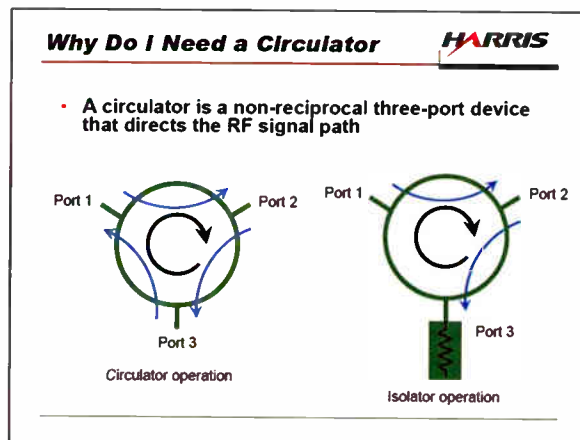 Why Do I Need a Circulator
HARRIS
• A circulator is a non-reciprocal three-port device
that directs the RF signal path
Port 1
Port 2
Port 3
Circulator operation
Port 1
Port 2
Port 3
Isolator operation